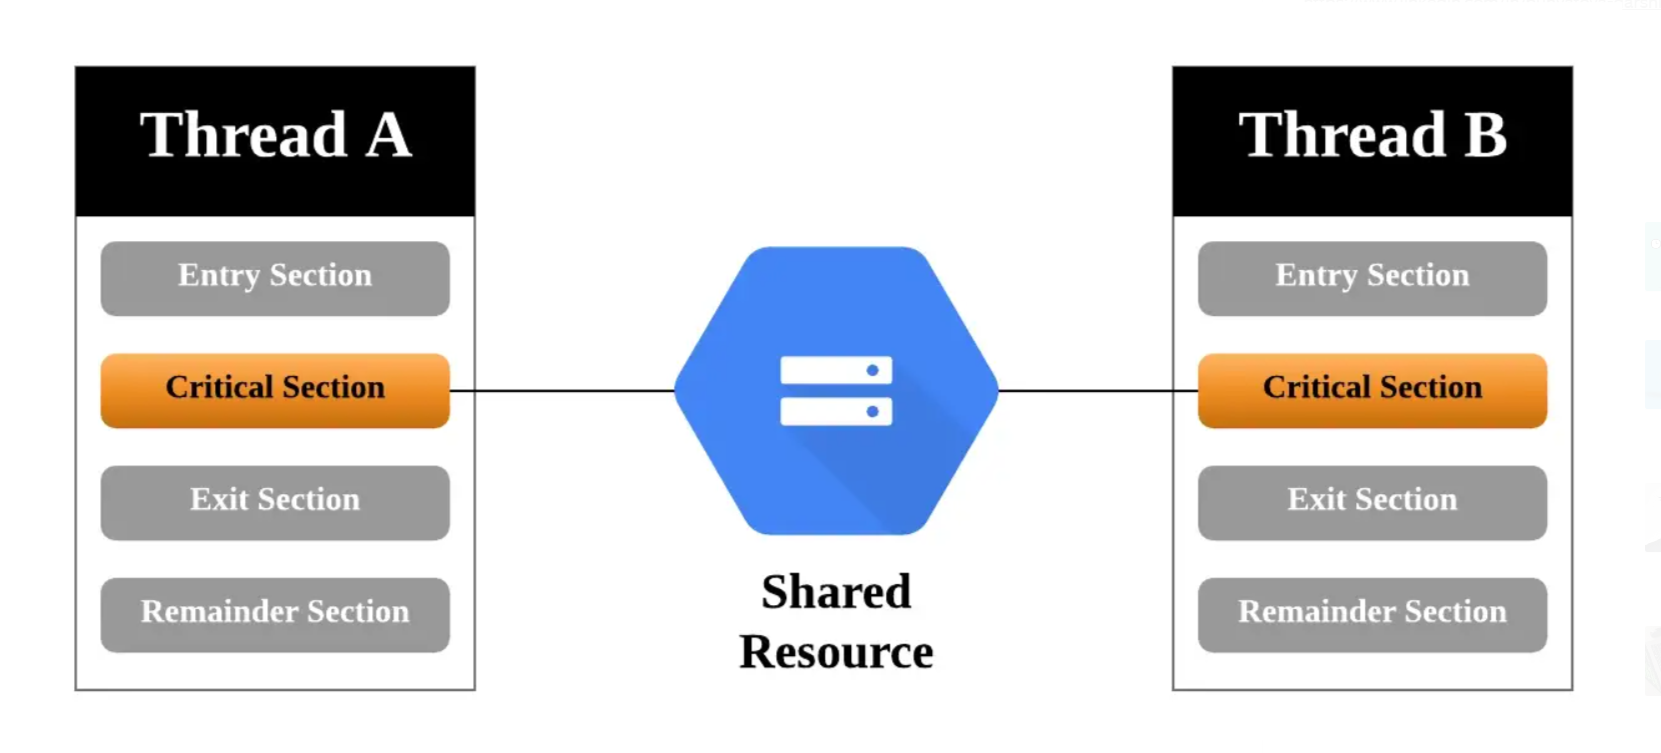 Thread A
Entry Section
Critical Section
Exit Section
Remainder Section
Shared
Resource
Thread B
Entry Section
Critical Section
Exit Section
Remainder Section